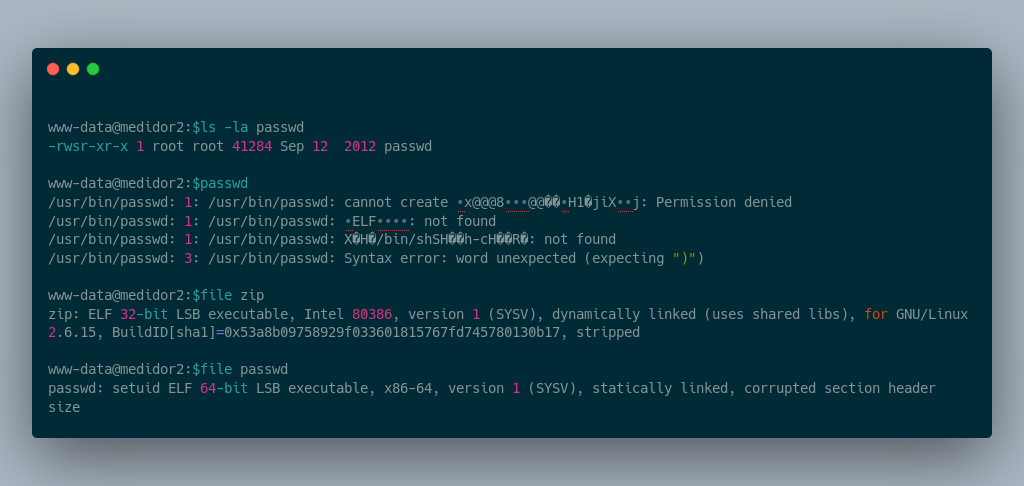 www-data@medidor2:$ls -la passwd
-rwsr-xr-x 1 root root 41284 Sep 12  2012 passwd
www-data@medidor2:$passwd
/usr/bin/passwd: 1: /usr/bin/passwd: cannot create •x@@@8•••@@��•H1�jiX••j: Permission denied
/usr/bin/passwd: 1: /usr/bin/passwd: •ELF••••: not found
/usr/bin/passwd: 1: /usr/bin/passwd: X�H�/bin/shSH��h-cH��R�: not found
/usr/bin/passwd: 3: /usr/bin/passwd: Syntax error: word unexpected (expecting ")")
www-data@medidor2:$file zip
zip: ELF 32-bit LSB executable, Intel 80386, version 1 (SYSV), dynamically linked (uses shared libs), for GNU/Linux
2.6.15, BuildID[sha1]=0x53a8b09758929f033601815767fd745780130b17, stripped
www-data@medidor2:$file passwd
passwd: setuid ELF 64-bit LSB executable, x86-64, version 1 (SYSV), statically linked, corrupted section header
size